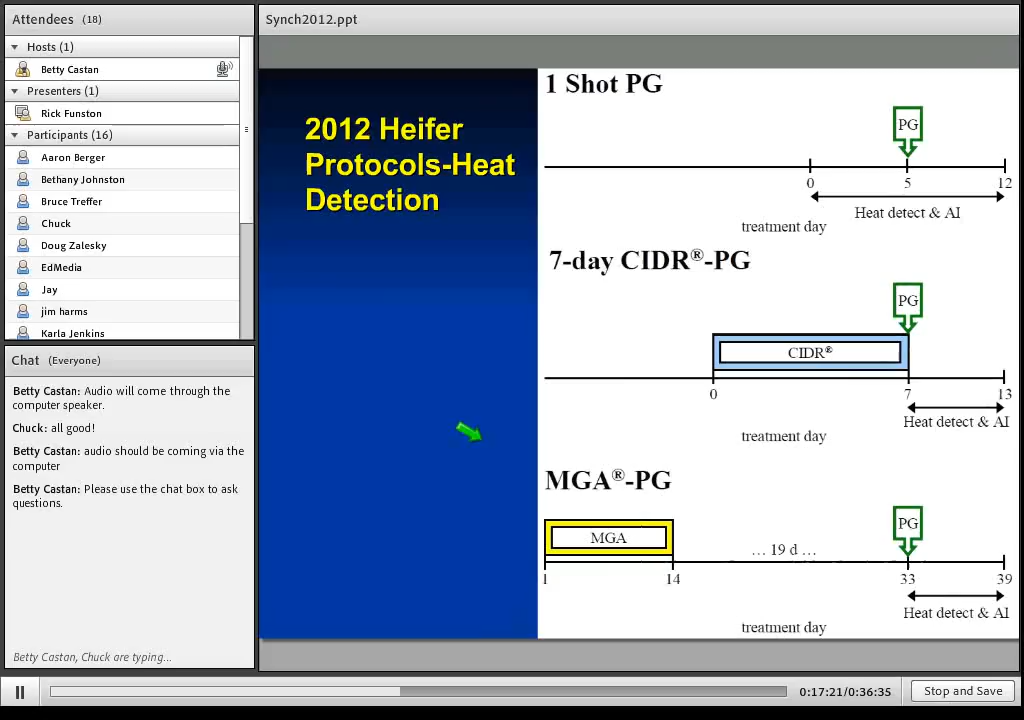 Attendees (18)
Hosts (1)
Betty Castan
Presenters (1)
Rick Funston
Participants (16)
Aaron Berger
Bethany Johnston
Bruce Treffer
Chuck
Doug Zalesky
EdMedia
Jay
jim harms
Karla Jenkins
Chat (Everyone)
Betty Castan: Audio will come through the
computer speaker.
Chuck: all good!
Betty Castan: audio should be coming via the
computer
Betty Castan: Please use the chat box to ask
questions.
Betty Castan, Chuck are typing...
Synch2012.ppt
2012 Heifer
Protocols-Heat
Detection
1 Shot PG
PG
0 5 12
Heat detect & AI
treatment day
7-day CIDR®-PG
PG
CIDR®
0 7 13
Heat detect & AI
treatment day
MGA®-PG
PG
MGA
... 19 d ...
1 14 33 39
Heat detect & AI
treatment day
0:17:21/0:36:35
Stop and Save